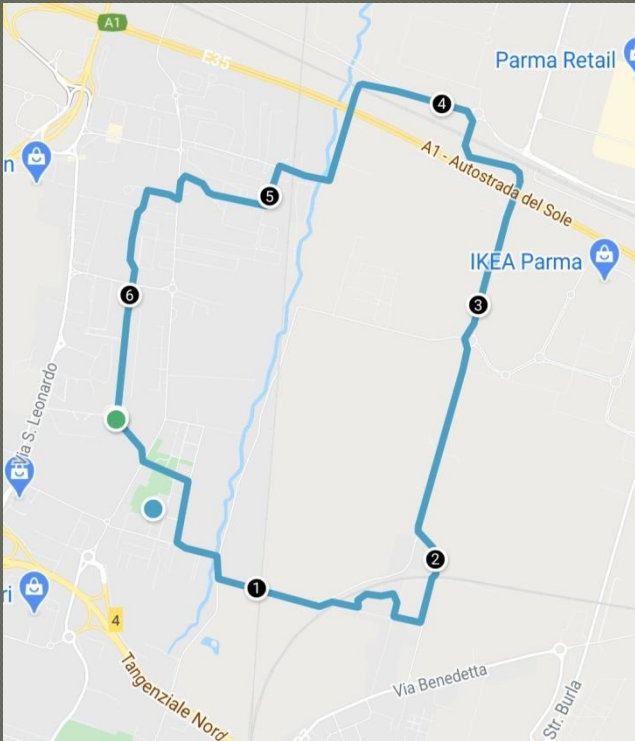 A1
E35
Parma Retail
4
A1 - Autostrada del Sole
n
5
IKEA Parma
6
3
Via S. Leonardo
2
1
ri
4
Tangenziale Nord
Via Benedetta
Str. Burla